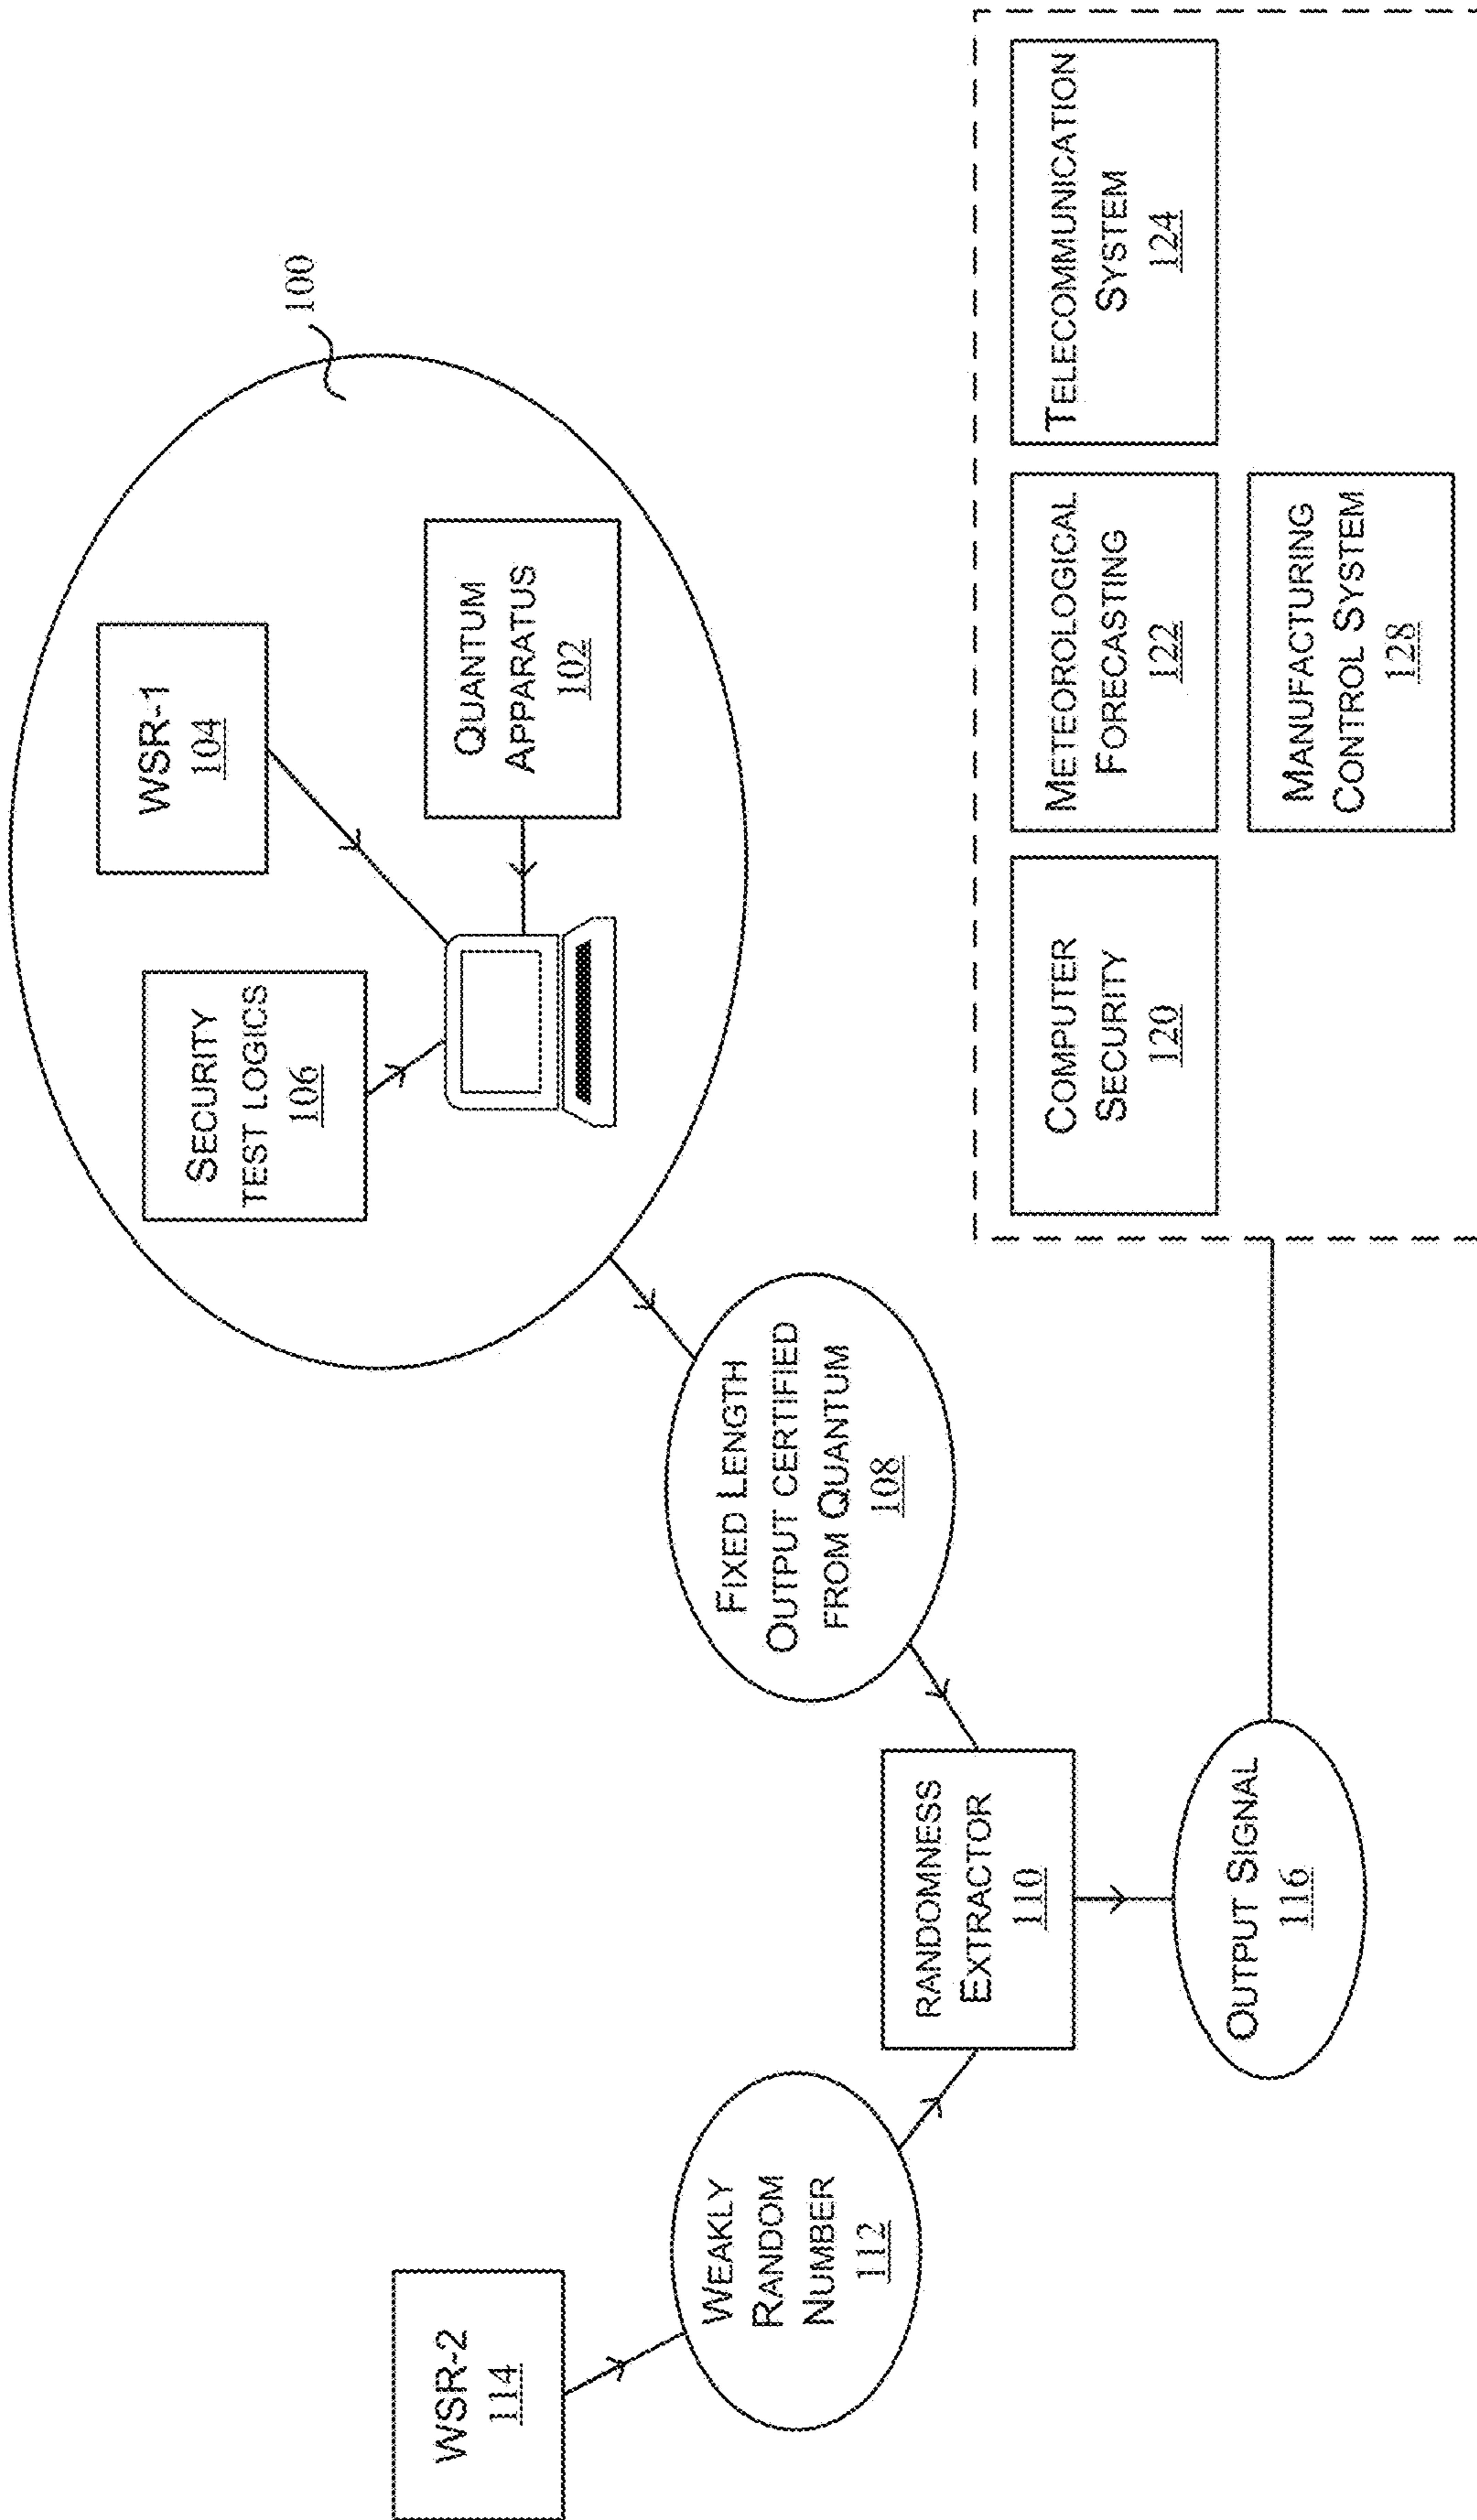 WSR-2
114
WEAKLY
RANDOM
NUMBER
112
RANDOMNESS
EXTRACTOR
110
OUTPUT SIGNAL
116
FIXED LENGTH
OUTPUT CERTIFIED
FROM QUANTUM
108
SECURITY
TEST LOGICS
106
WSR-1
104
QUANTUM
APPARATUS
102
100
COMPUTER
SECURITY
120
METEOROLOGICAL
FORECASTING
122
TELECOMMUNICATION
SYSTEM
124
MANUFACTURING
CONTROL SYSTEM
128